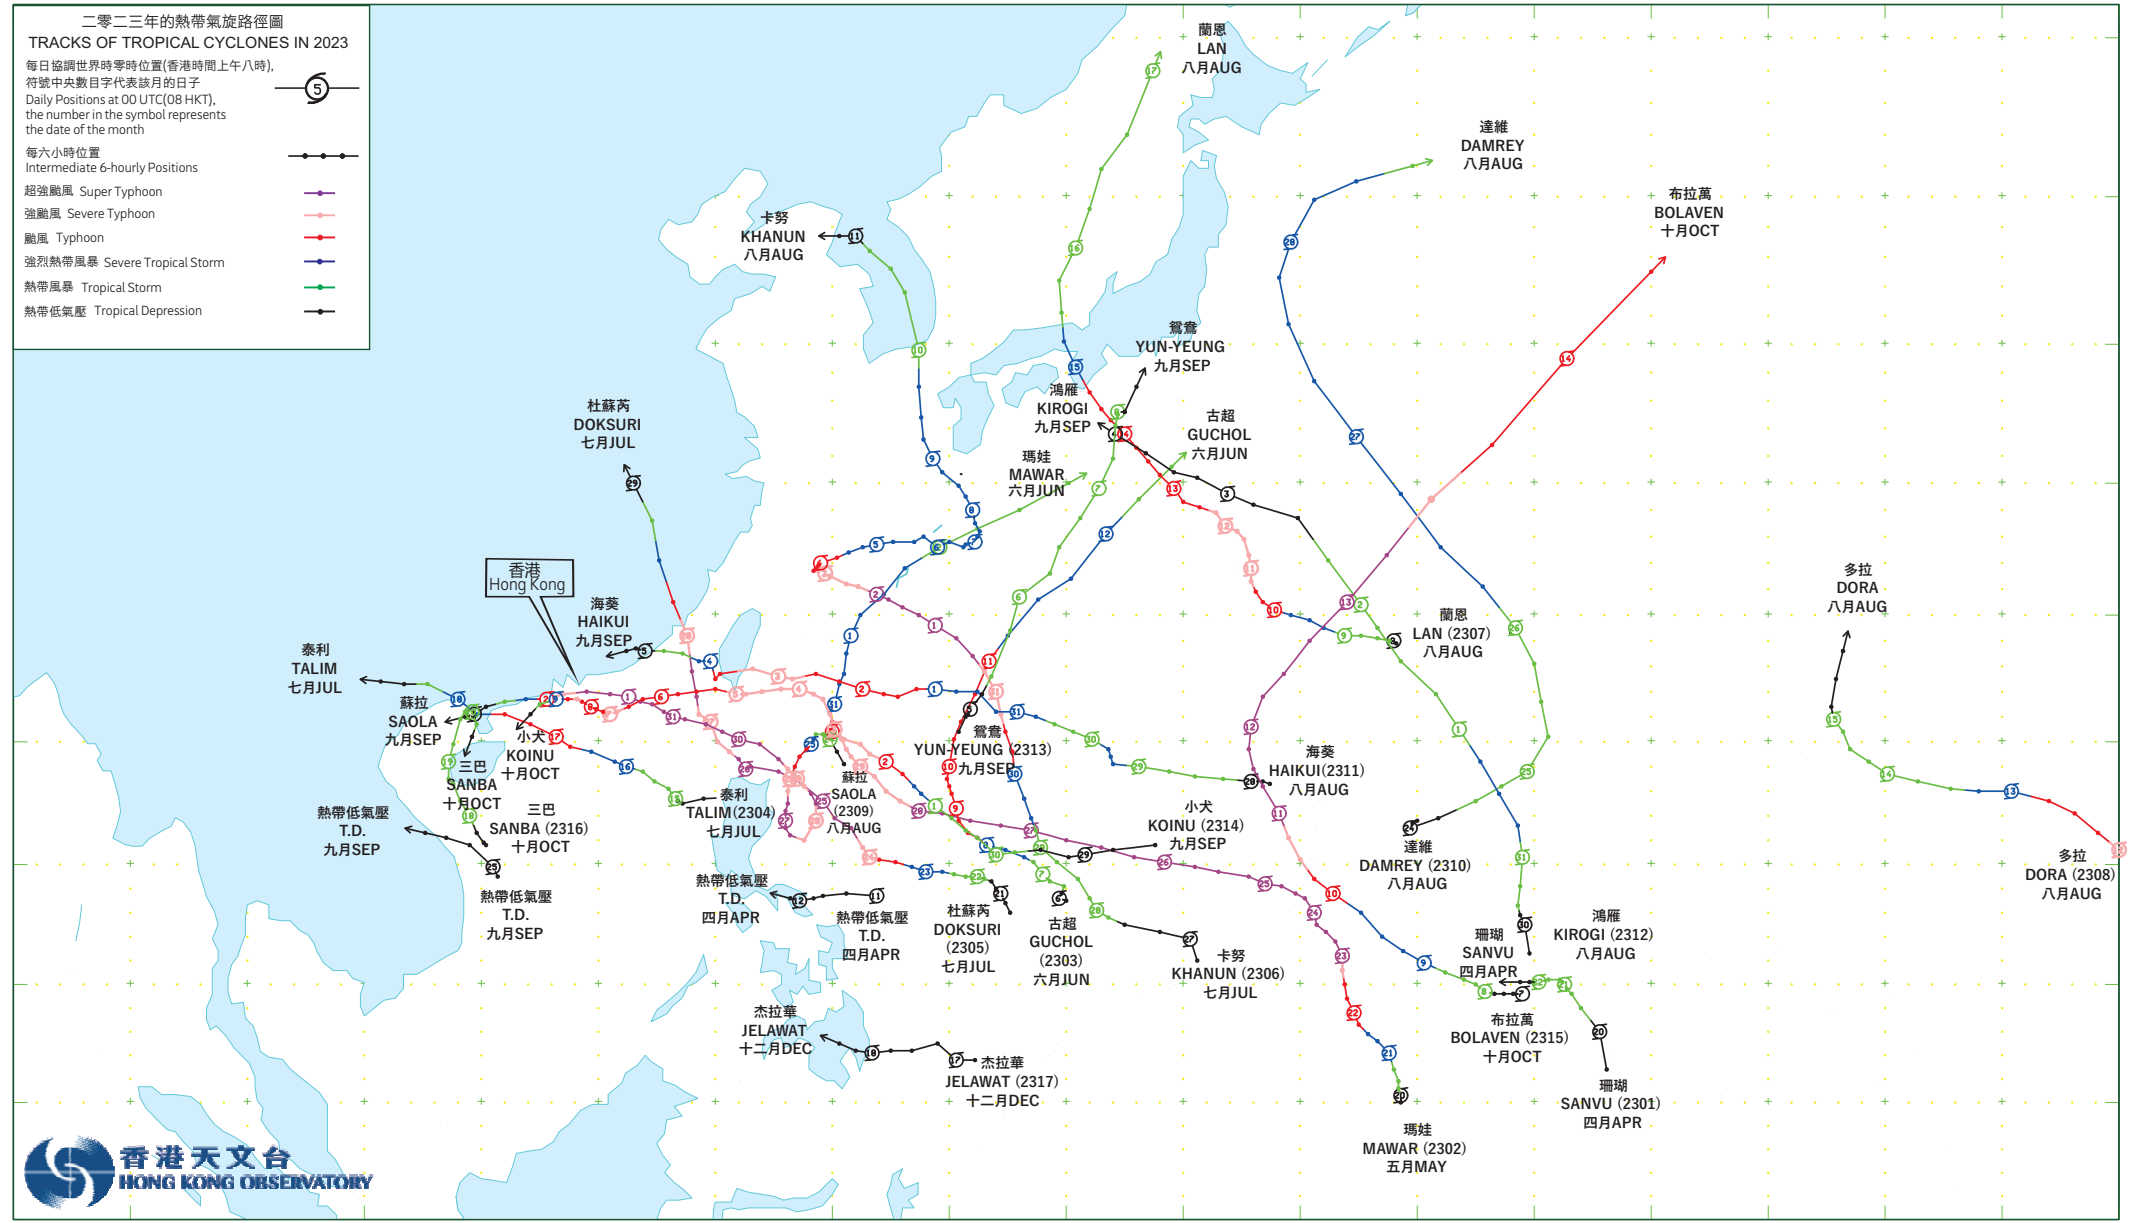 二零二三年的熱帶氣旋路徑圖
TRACKS OF TROPICAL CYCLONES IN 2023
每日協調世界時零時位置(香港時間上午八時),
符號中央數目字代表該月的日子
Daily Positions at 00 UTC(08 HKT),
the number in the symbol represents
the date of the month
5
每六小時位置
Intermediate 6-hourly Positions
超強颱風 Super Typhoon
強颱風 Severe Typhoon
颱風 Typhoon
強烈熱帶風暴 Severe Tropical Storm
熱帶風暴 Tropical Storm
熱帶低氣壓 Tropical Depression
蘭恩
LAN
八月AUG
達維
DAMREY
八月AUG
布拉萬
BOLAVEN
十月OCT
卡努
KHANUN
八月AUG
鴛鴦
YUN-YEUNG
九月SEP
鴻雁
KIROGI
九月SEP
古超
GUCHOL
六月JUN
杜蘇芮
DOKSURI
七月JUL
瑪娃
MAWAR
六月JUN
香港
Hong Kong
多拉
DORA
八月AUG
海葵
HAIKUI
九月SEP
蘭恩
LAN (2307)
八月AUG
泰利
TALIM
七月JUL
蘇拉
SAOLA
九月SEP
小犬
KOINU
十月OCT
鴛鴦
YUN-YEUNG (2313)
九月SEP
海葵
HAIKUI(2311)
八月AUG
三巴
SANBA
十月OCT
蘇拉
SAOLA
(2309)
八月AUG
泰利
TALIM(2304)
七月JUL
小犬
KOINU (2314)
九月SEP
三巴
SANBA (2316)
十月OCT
熱帶低氣壓
T.D.
九月SEP
達維
DAMREY (2310)
八月AUG
多拉
DORA (2308)
八月AUG
熱帶低氣壓
T.D.
四月APR
熱帶低氣壓
T.D.
九月SEP
熱帶低氣壓
T.D.
四月APR
杜蘇芮
DOKSURI
(2305)
七月JUL
古超
GUCHOL
(2303)
六月JUN
鴻雁
KIROGI (2312)
八月AUG
珊瑚
SANVU
四月APR
卡努
KHANUN (2306)
七月JUL
杰拉華
JELAWAT
十二月DEC
布拉萬
BOLAVEN (2315)
十月OCT
杰拉華
JELAWAT (2317)
十二月DEC
珊瑚
SANVU (2301)
四月APR
瑪娃
MAWAR (2302)
五月MAY
香港天文台
HONG KONG OBSERVATORY